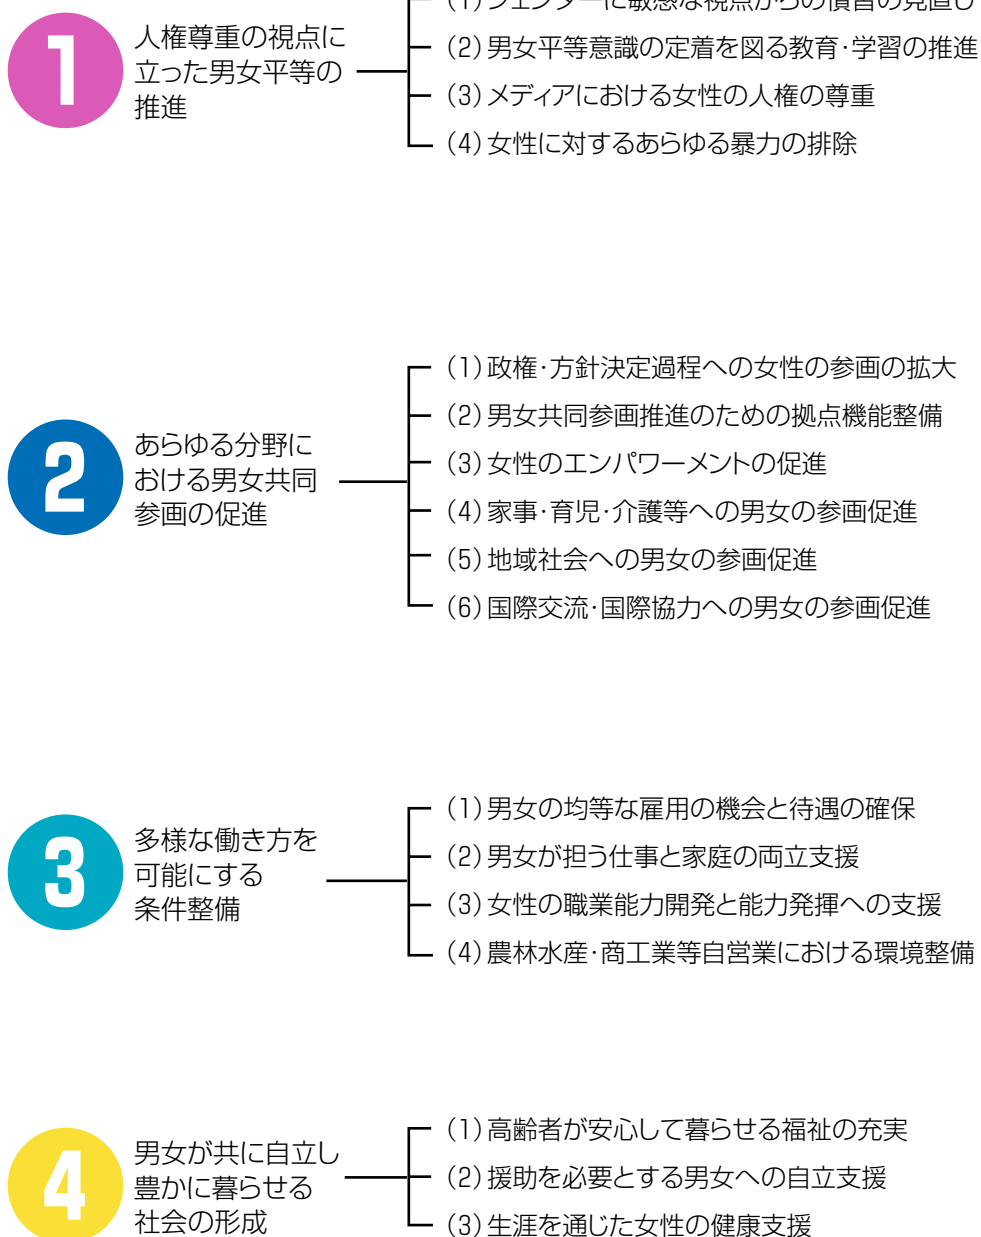 1
人権尊重の視点に
立った男女平等の
推進
(1)ジェンダーに敏感な視点からの慣習の見直し
(2)男女平等意識の定着を図る教育・学習の推進
(3)メディアにおける女性の人権の尊重
(4)女性に対するあらゆる暴力の排除
2
あらゆる分野に
おける男女共同
参画の促進
(1)政権・方針決定過程への女性の参画の拡大
(2)男女共同参画推進のための拠点機能整備
(3)女性のエンパワーメントの促進
(4)家事・育児・介護等への男女の参画促進
(5)地域社会への男女の参画促進
(6)国際交流・国際協力への男女の参画促進
3
多様な働き方を
可能にする
条件整備
(1)男女の均等な雇用の機会と待遇の確保
(2)男女が担う仕事と家庭の両立支援
(3)女性の職業能力開発と能力発揮への支援
(4)農林水産・商工業等自営業における環境整備
4
男女が共に自立し
豊かに暮らせる
社会の形成
(1)高齢者が安心して暮らせる福祉の充実
(2)援助を必要とする男女への自立支援
(3)生涯を通じた女性の健康支援